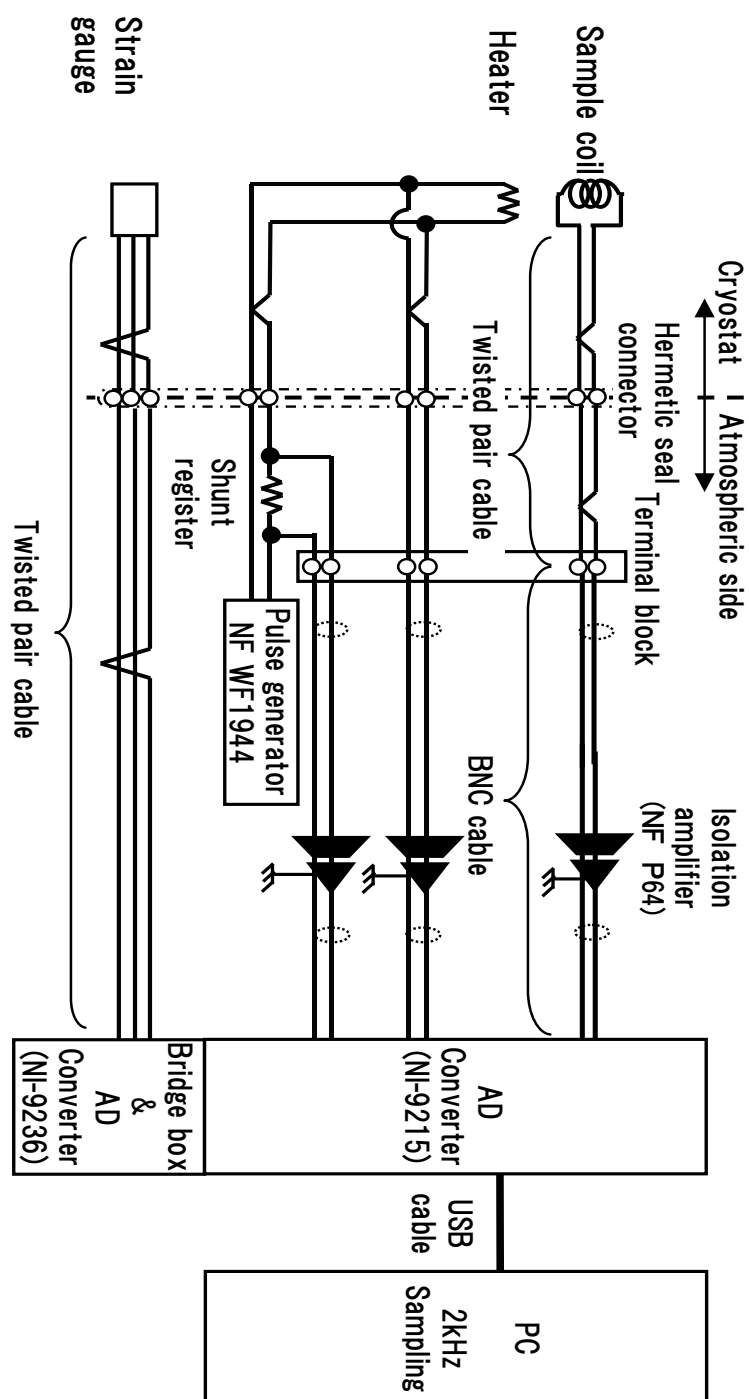 Cryostat
Atmospheric side
Hermetic seal
connector
Terminal block
Isolation
amplifier
(NF P64)
Sample coil
Heater
Twisted pair cable
BNC cable
Shunt
register
Pulse generator
NF WF1944
Strain
gauge
Twisted pair cable
AD
Converter
(NI-9215)
Bridge box
&
AD
Converter
(NI-9236)
USB
cable
PC
2kHz
Sampling